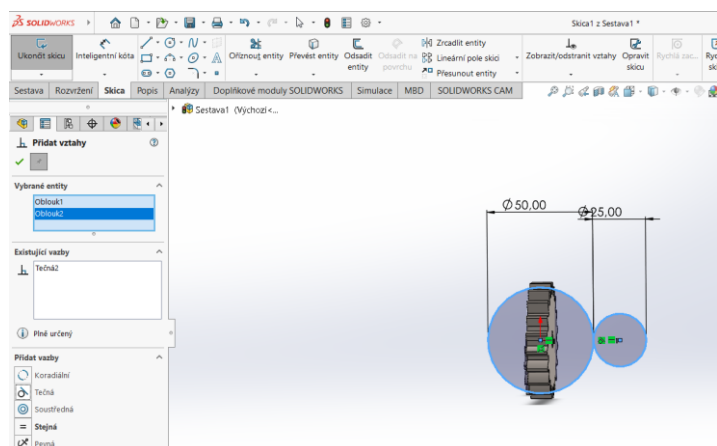 SOLIDWORKS
Skica1 z Sestava1 *
Ukončit skicu
Inteligentní kóta
Oříznout entity
Převést entity
Odsadit entity
Odsadit na povrchu
Zrcadlit entity
Lineární pole skici
Přesunout entity
Zobrazit/odstranit vztahy
Opravit skicu
Rychlá zac...
Sestava Rozvržení Skica Popis Analýzy Doplňkové moduly SOLIDWORKS Simulace MBD SOLIDWORKS CAM
Sestava1 (Výchozí<...
Přidat vztahy
Vybrané entity
Oblouk1
Oblouk2
Existující vazby
Tečná2
Plně určený
Přidat vazby
Koradiální
Tečná
Soustředná
Stejná
Pevná
Ø50,00
Ø25,00